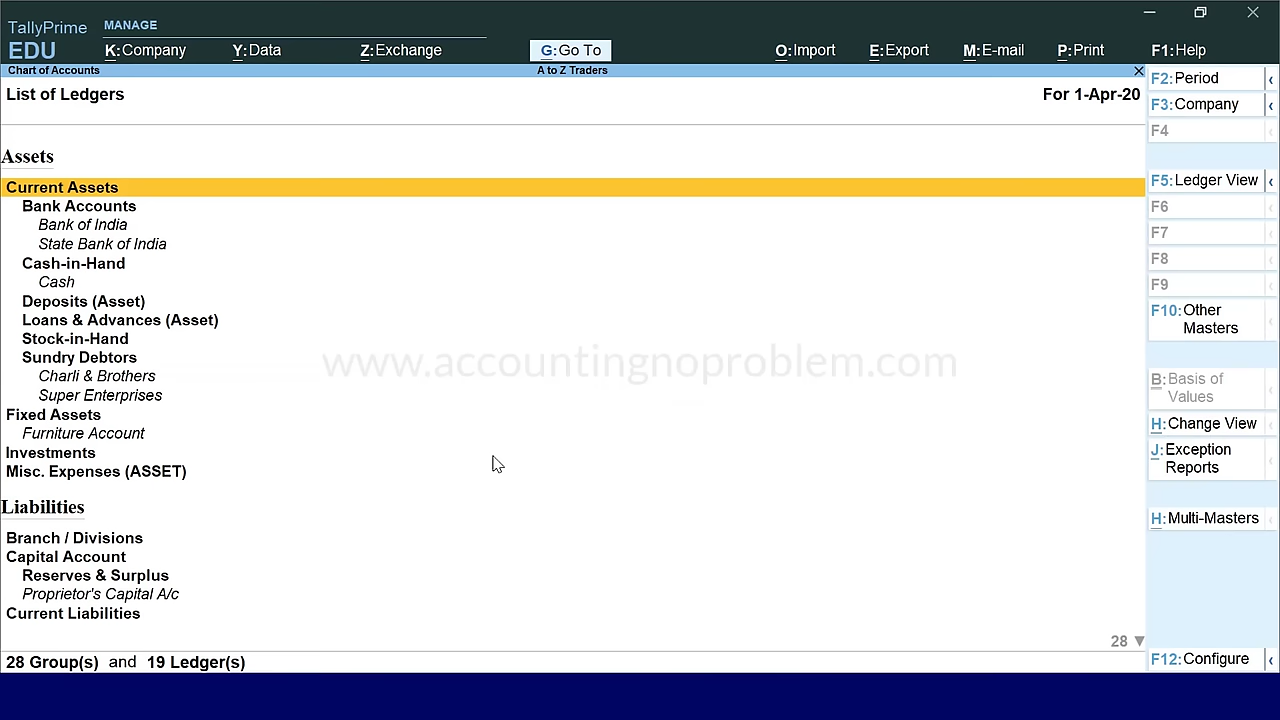 TallyPrime
MANAGE
EDU
K:Company
Y:Data
Z:Exchange
G:Go To
O:Import
E:Export
M:E-mail
P:Print
F1:Help
Chart of Accounts
A to Z Traders
List of Ledgers
For 1-Apr-20
Assets
Current Assets
Bank Accounts
Bank of India
State Bank of India
Cash-in-Hand
Cash
Deposits (Asset)
Loans & Advances (Asset)
Stock-in-Hand
Sundry Debtors
Charli & Brothers
Super Enterprises
Fixed Assets
Furniture Account
Investments
Misc. Expenses (ASSET)
Liabilities
Branch / Divisions
Capital Account
Reserves & Surplus
Proprietor's Capital A/c
Current Liabilities
28 ▼
28 Group(s) and 19 Ledger(s)
www.accountingnoproblem.com
F2:Period
F3:Company
F4
F5:Ledger View
F6
F7
F8
F9
F10:Other
Masters
B:Basis of
Values
H:Change View
J:Exception
Reports
H:Multi-Masters
F12:Configure